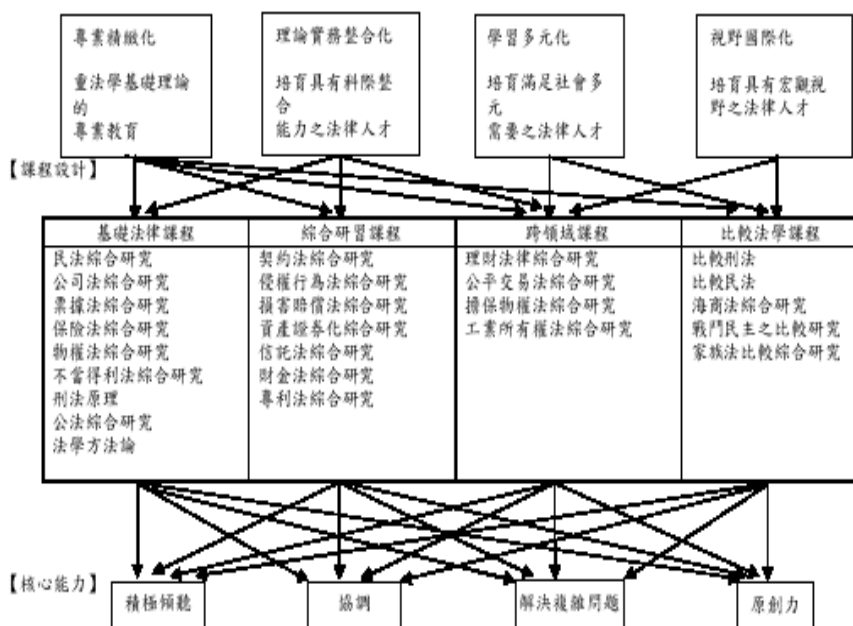 專業精緻化
重法學基礎理論
的
專業教育
理論實務整合化
培育具有科際整合
能力之法律人才
學習多元化
培育滿足社會多
元
需要之法律人才
視野國際化
培育具有宏觀視
野之法律人才
【課程設計】
基礎法律課程
民法綜合研究
公司法綜合研究
票據法綜合研究
保險法綜合研究
物權法綜合研究
不當得利法綜合研究
刑法原理
公法綜合研究
法學方法論
綜合研習課程
契約法綜合研究
侵權行為法綜合研究
損害賠償法綜合研究
資產證券化綜合研究
信託法綜合研究
財金法綜合研究
專利法綜合研究
跨領域課程
理財法律綜合研究
公平交易法綜合研究
擔保物權法綜合研究
工業所有權法綜合研究
比較法學課程
比較刑法
比較民法
海商法綜合研究
戰鬥民主之比較研究
家族法比較綜合研究
【核心能力】
積極傾聽
協調
解決複雜問題
原創力